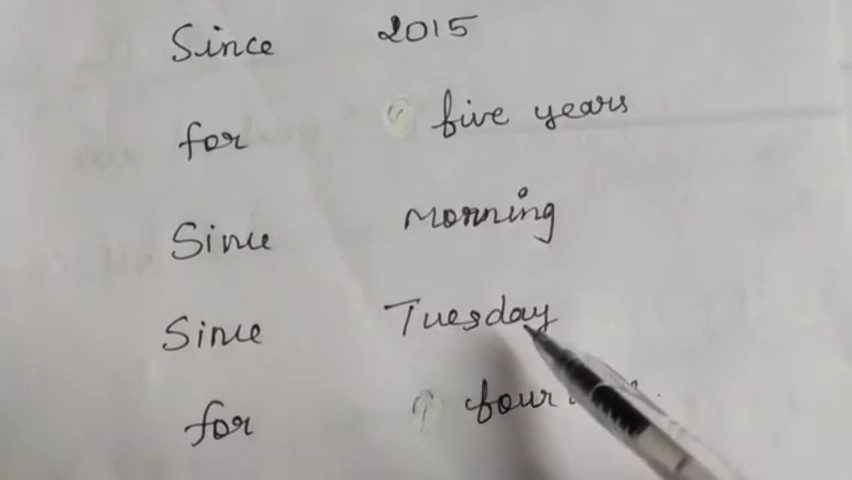 Since 2015
for five years
Since Morning
Since Tuesday
for four